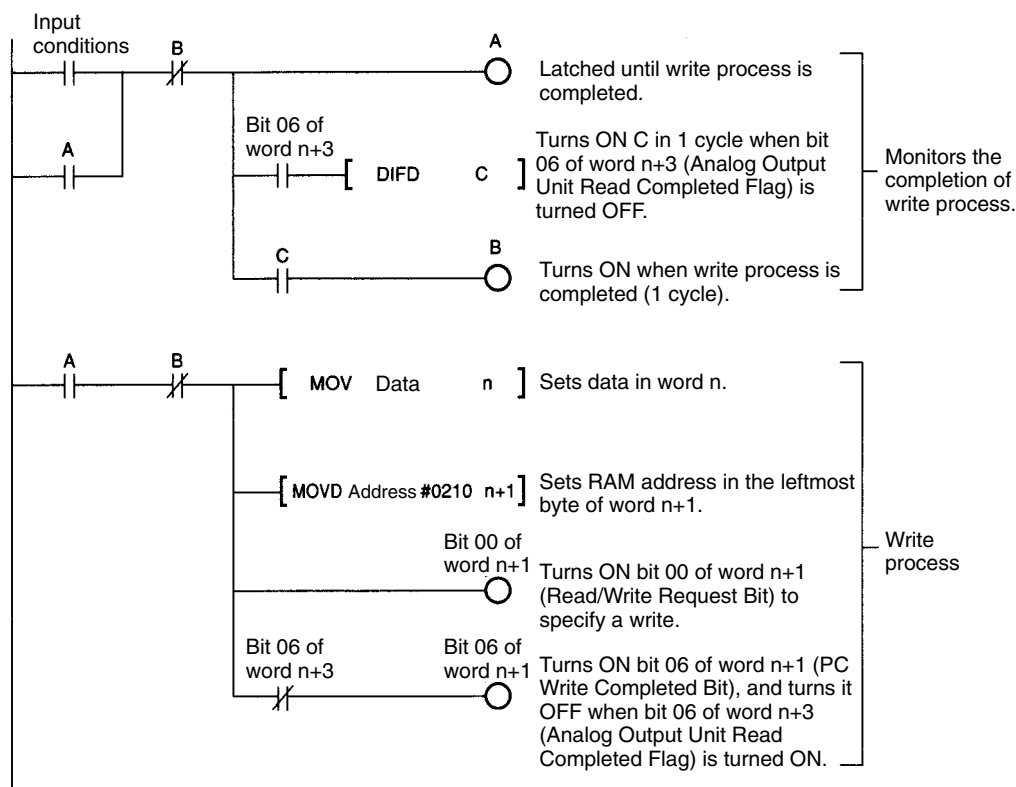 Input
conditions
B
A
Latched until write process is
completed.
A
Bit 06 of
word n+3
DIFD C
Turns ON C in 1 cycle when bit
06 of word n+3 (Analog Output
Unit Read Completed Flag) is
turned OFF.
Monitors the
completion of
write process.
C
B
Turns ON when write process is
completed (1 cycle).
A
B
MOV Data n
Sets data in word n.
MOVD Address #0210 n+1
Sets RAM address in the leftmost
byte of word n+1.
Bit 00 of
word n+1
Turns ON bit 00 of word n+1
(Read/Write Request Bit) to
specify a write.
Write
process
Bit 06 of
word n+3
Bit 06 of
word n+1
Turns ON bit 06 of word n+1 (PC
Write Completed Bit), and turns it
OFF when bit 06 of word n+3
(Analog Output Unit Read
Completed Flag) is turned ON.